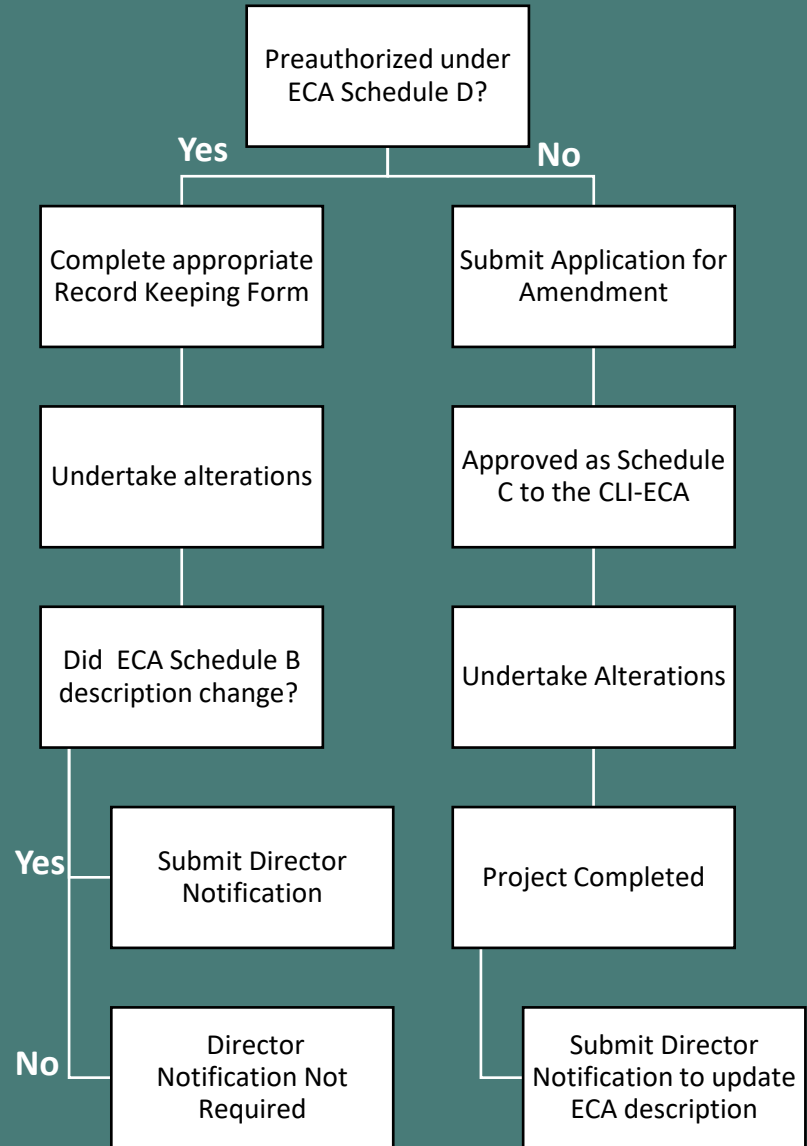 Preauthorized under
ECA Schedule D?
Yes
No
Complete appropriate
Record Keeping Form
Submit Application for
Amendment
Undertake alterations
Approved as Schedule
C to the CLI-ECA
Did ECA Schedule B
description change?
Undertake Alterations
Yes
Submit Director
Notification
Project Completed
No
Director
Notification Not
Required
Submit Director
Notification to update
ECA description